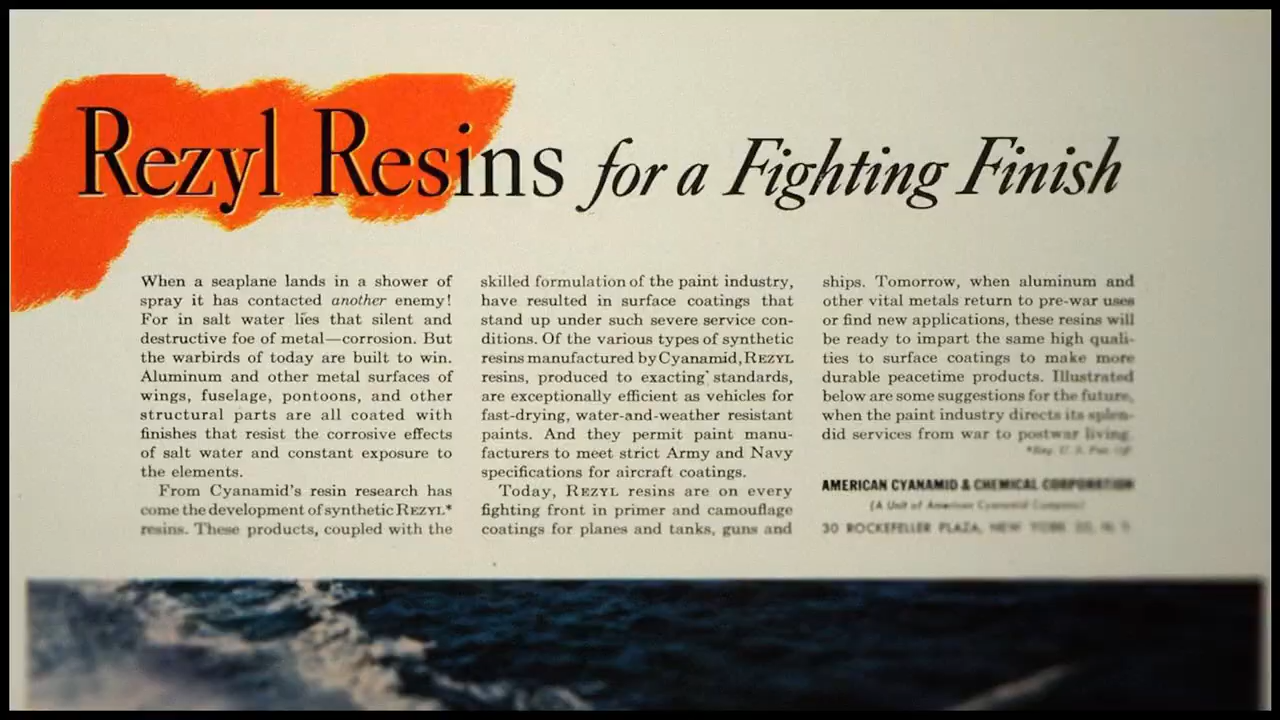 Rezyl Resins for a Fighting Finish
When a seaplane lands in a shower of
spray it has contacted another enemy!
For in salt water lies that silent and
destructive foe of metal—corrosion. But
the warbirds of today are built to win.
Aluminum and other metal surfaces of
wings, fuselage, pontoons, and other
structural parts are all coated with
finishes that resist the corrosive effects
of salt water and constant exposure to
the elements.
From Cyanamid's resin research has
come the development of synthetic REZYL*
resins. These products, coupled with the
skilled formulation of the paint industry,
have resulted in surface coatings that
stand up under such severe service con-
ditions. Of the various types of synthetic
resins manufactured by Cyanamid, REZYL
resins, produced to exacting standards,
are exceptionally efficient as vehicles for
fast-drying, water-and-weather resistant
paints. And they permit paint manu-
facturers to meet strict Army and Navy
specifications for aircraft coatings.
Today, REZYL resins are on every
fighting front in primer and camouflage
coatings for planes and tanks, guns and
ships. Tomorrow, when aluminum and
other vital metals return to pre-war uses
or find new applications, these resins will
be ready to impart the same high quali-
ties to surface coatings to make more
durable peacetime products. Illustrated
below are some suggestions for the future,
when the paint industry directs its splen-
did services from war to postwar living.
*Reg. U. S. Pat. Off.
AMERICAN CYANAMID & CHEMICAL CORPORATION
(A Unit of American Cyanamid Company)
30 ROCKEFELLER PLAZA, NEW YORK